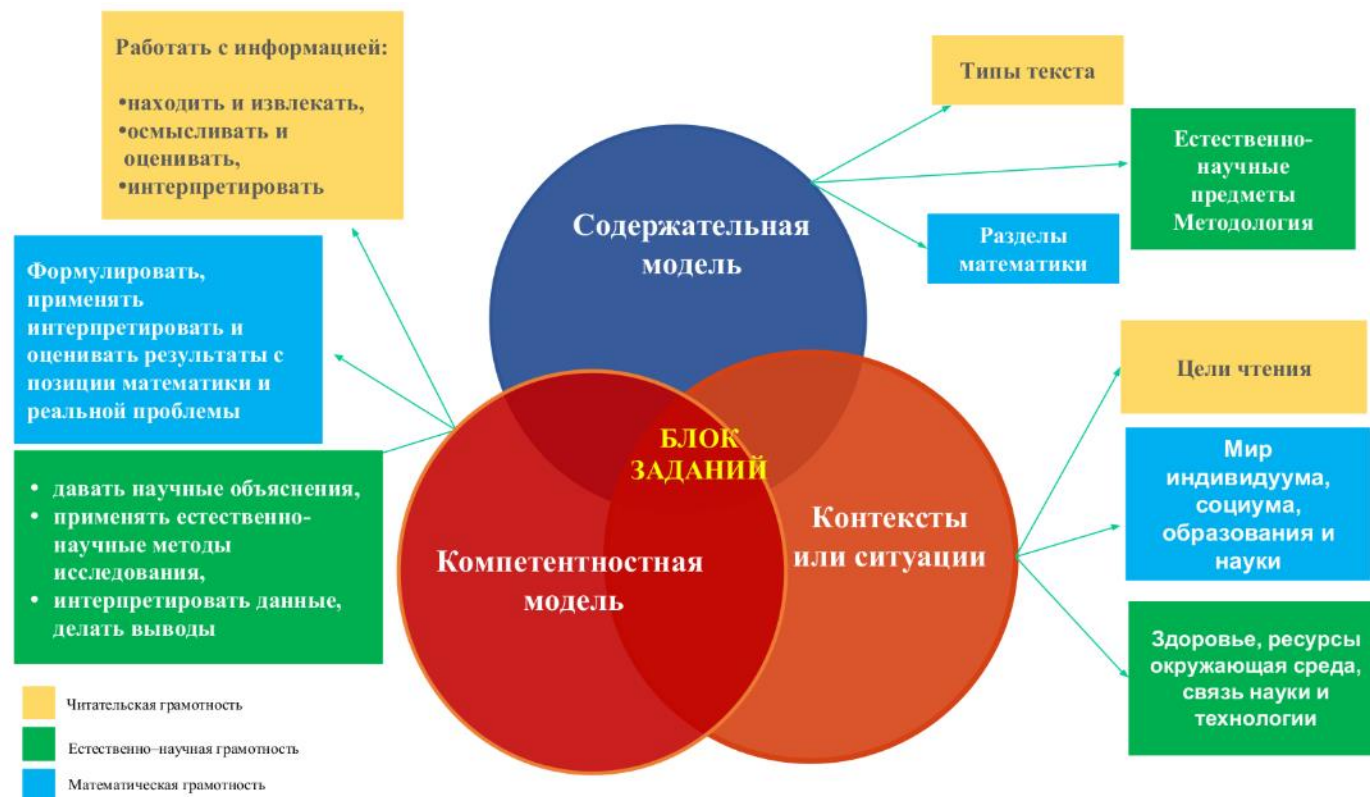 Работать с информацией:
•находить и извлекать,
•осмысливать и
оценивать,
•интерпретировать
Формулировать,
применять
интерпретировать и
оценивать результаты с
позиции математики и
реальной проблемы
• давать научные объяснения,
• применять естественно-
научные методы
исследования,
• интерпретировать данные,
делать выводы
Содержательная
модель
БЛОК
ЗАДАНИЙ
Компетентностная
модель
Контексты
или ситуации
Типы текста
Естественно-
научные
предметы
Методология
Разделы
математики
Цели чтения
Мир
индивидуума,
социума,
образования и
науки
Здоровье, ресурсы
окружающая среда,
связь науки и
технологии
Читательская грамотность
Естественно–научная грамотность
Математическая грамотность